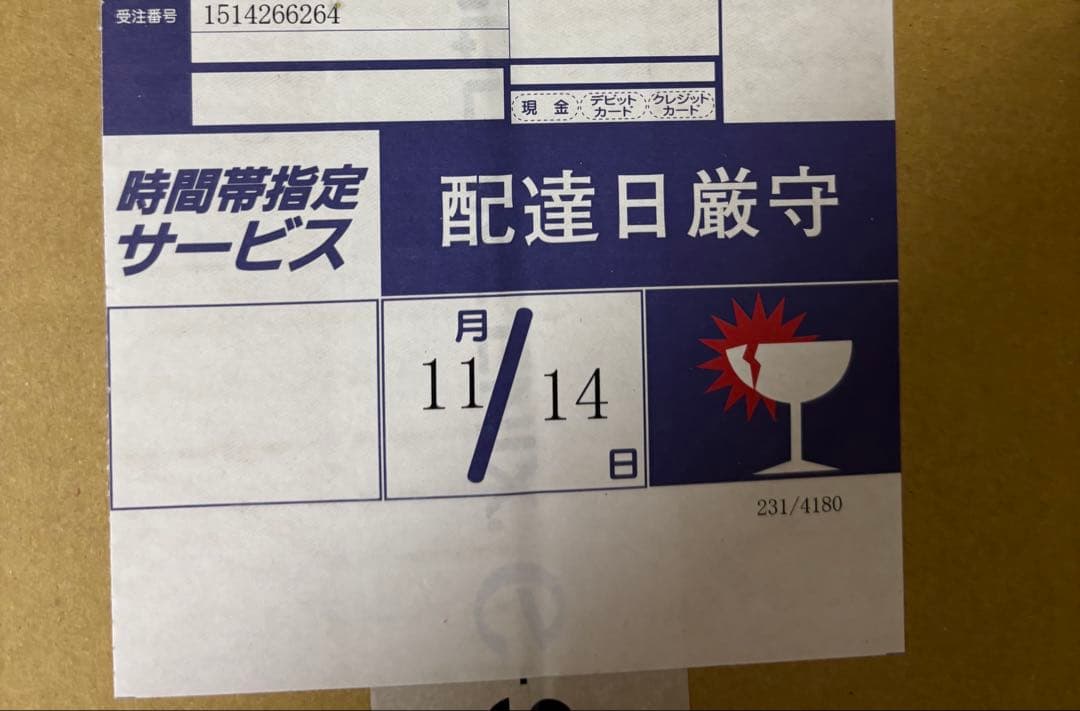 受注番号 1514266264
現金 デビットカード クレジットカード
時間帯指定
サービス
配達日厳守
月
11/14
日
231/4180